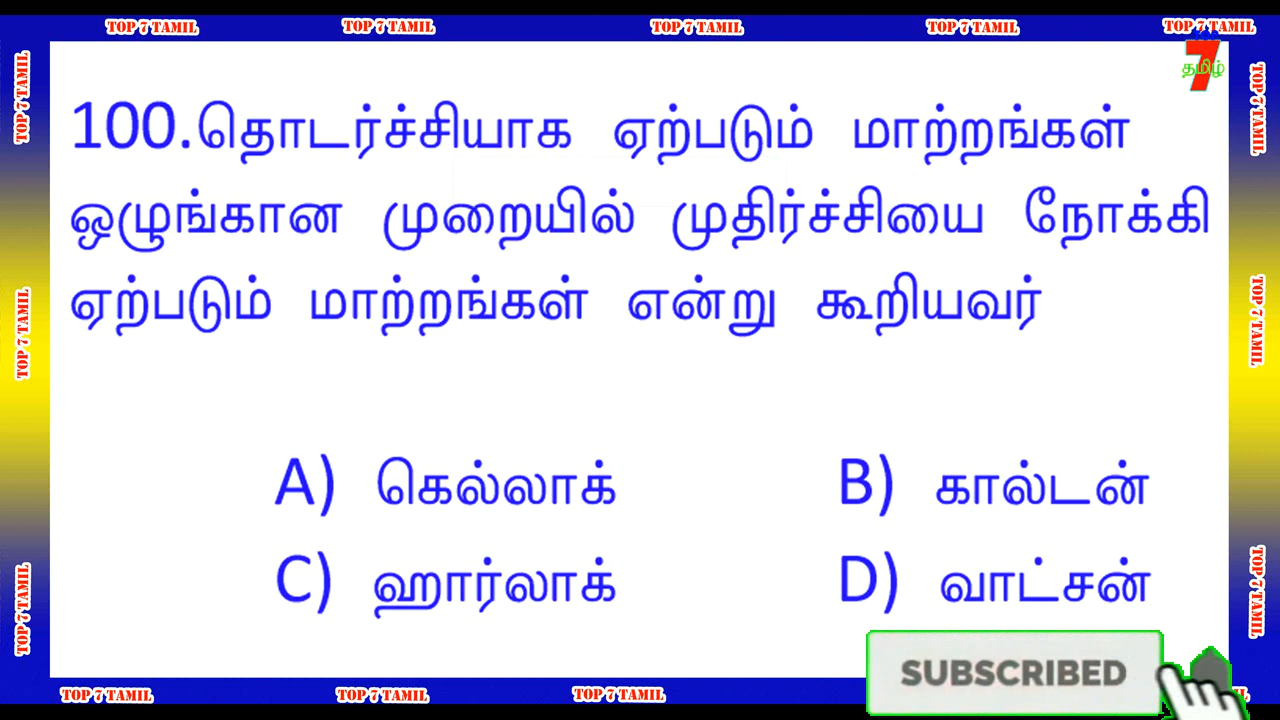 TOP 7 TAMIL TOP 7 TAMIL TOP 7 TAMIL TOP 7 TAMIL TOP 7 TAMIL
7
தமிழ்
TOP 7 TAMIL
TOP 7 TAMIL
100.தொடர்ச்சியாக ஏற்படும் மாற்றங்கள்
ஒழுங்கான முறையில் முதிர்ச்சியை நோக்கி
ஏற்படும் மாற்றங்கள் என்று கூறியவர்
TOP 7 TAMIL
TOP 7 TAMIL
A) கெல்லாக் B) கால்டன்
C) ஹார்லாக் D) வாட்சன்
TOP 7 TAMIL
TOP 7 TAMIL
SUBSCRIBED
TOP 7 TAMIL TOP 7 TAMIL TOP 7 TAMIL